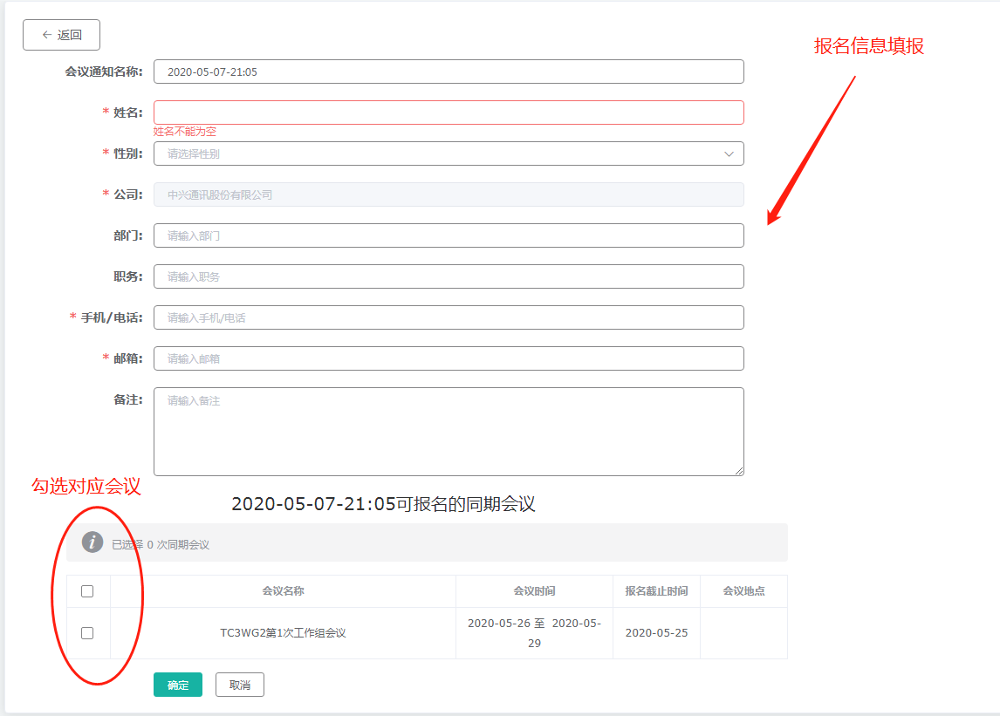 ← 返回
报名信息填报
会议通知名称: 2020-05-07-21:05
* 姓名:
姓名不能为空
* 性别: 请选择性别
* 公司: 中兴通讯股份有限公司
部门: 请输入部门
职务: 请输入职务
* 手机/电话: 请输入手机/电话
* 邮箱: 请输入邮箱
备注: 请输入备注
勾选对应会议
2020-05-07-21:05可报名的同期会议
i 已选择 0 次同期会议
会议名称 会议时间 报名截止时间 会议地点
TC3WG2第1次工作组会议 2020-05-26 至 2020-05-29 2020-05-25
确定 取消